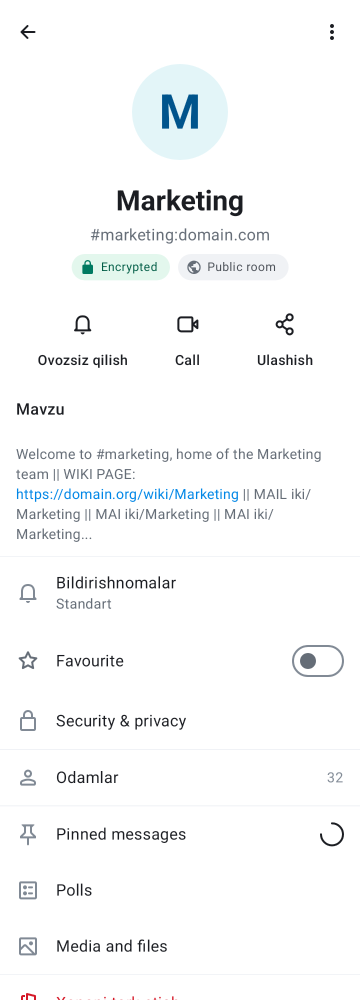 M
Marketing
#marketing:domain.com
Encrypted
Public room
Ovozsiz qilish
Call
Ulashish
Mavzu
Welcome to #marketing, home of the Marketing
team || WIKI PAGE:
https://domain.org/wiki/Marketing || MAIL iki/
Marketing || MAI iki/Marketing || MAI iki/
Marketing...
Bildirishnomalar
Standart
Favourite
Security & privacy
Odamlar
32
Pinned messages
Polls
Media and files